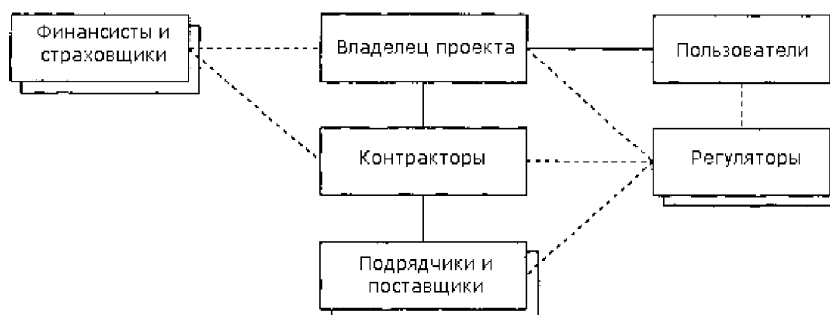 Финансисты и
страховщики
Владелец проекта
Пользователи
Контракторы
Регуляторы
Подрядчики и
поставщики